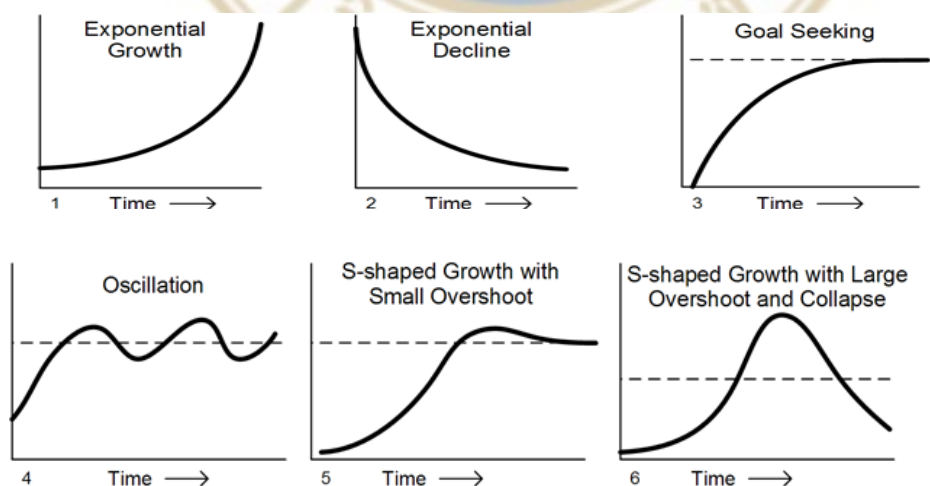 Exponential
Growth
Exponential
Decline
Goal Seeking
1 Time
2 Time
3 Time
Oscillation
S-shaped Growth with
Small Overshoot
S-shaped Growth with Large
Overshoot and Collapse
4 Time
5 Time
6 Time